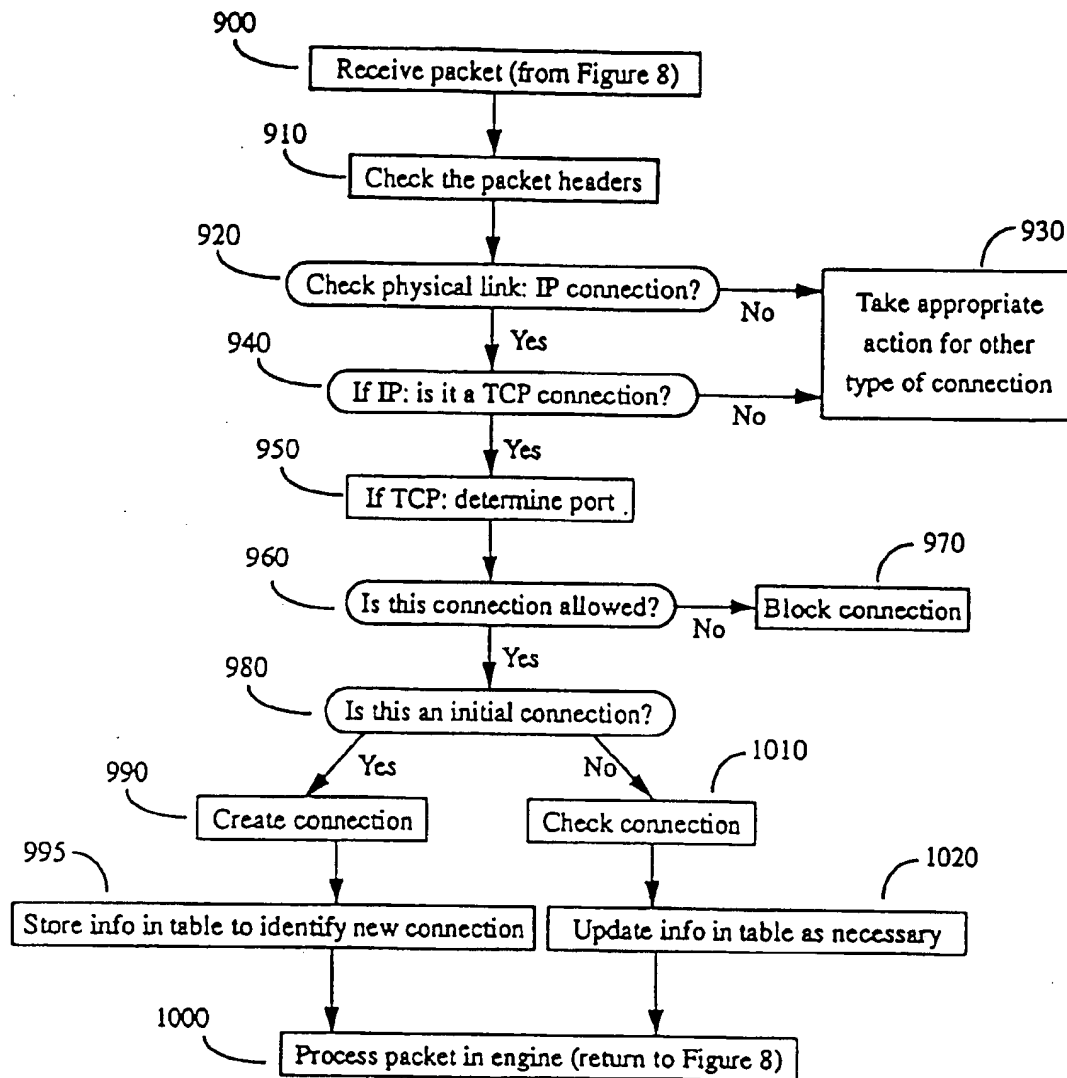 900
Receive packet (from Figure 8)
910
Check the packet headers
920
Check physical link: IP connection?
No
930
Take appropriate
action for other
type of connection
Yes
940
If IP: is it a TCP connection?
No
Yes
950
If TCP: determine port
960
Is this connection allowed?
No
970
Block connection
Yes
980
Is this an initial connection?
Yes
No
990
Create connection
1010
Check connection
995
Store info in table to identify new connection
1020
Update info in table as necessary
1000
Process packet in engine (return to Figure 8)